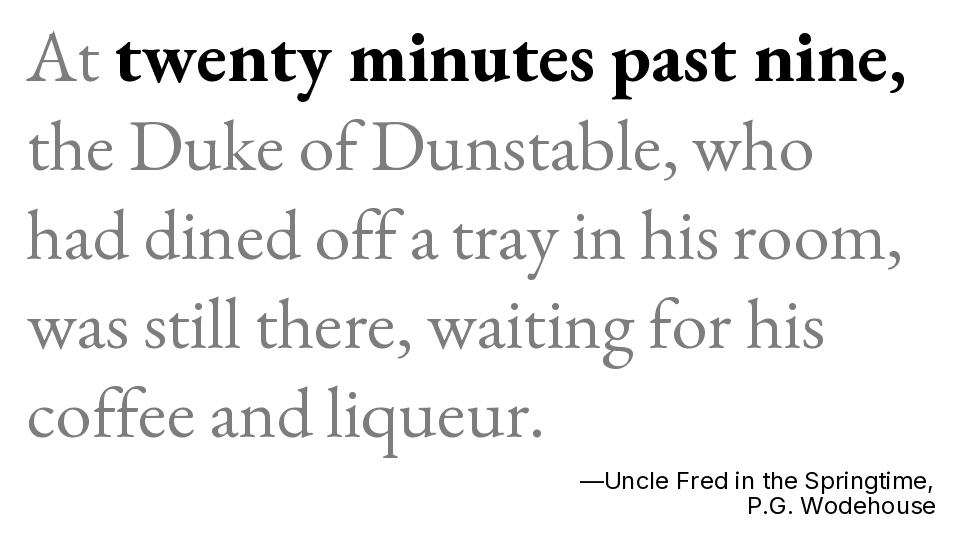 At twenty minutes past nine,
the Duke of Dunstable, who
had dined off a tray in his room,
was still there, waiting for his
coffee and liqueur.
—Uncle Fred in the Springtime,
P.G. Wodehouse